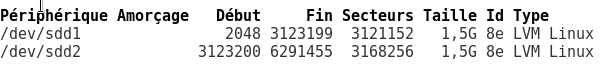 Périphérique Amorçage Début Fin Secteurs Taille Id Type
/dev/sdd1 2048 3123199 3121152 1,5G 8e LVM Linux
/dev/sdd2 3123200 6291455 3168256 1,5G 8e LVM Linux